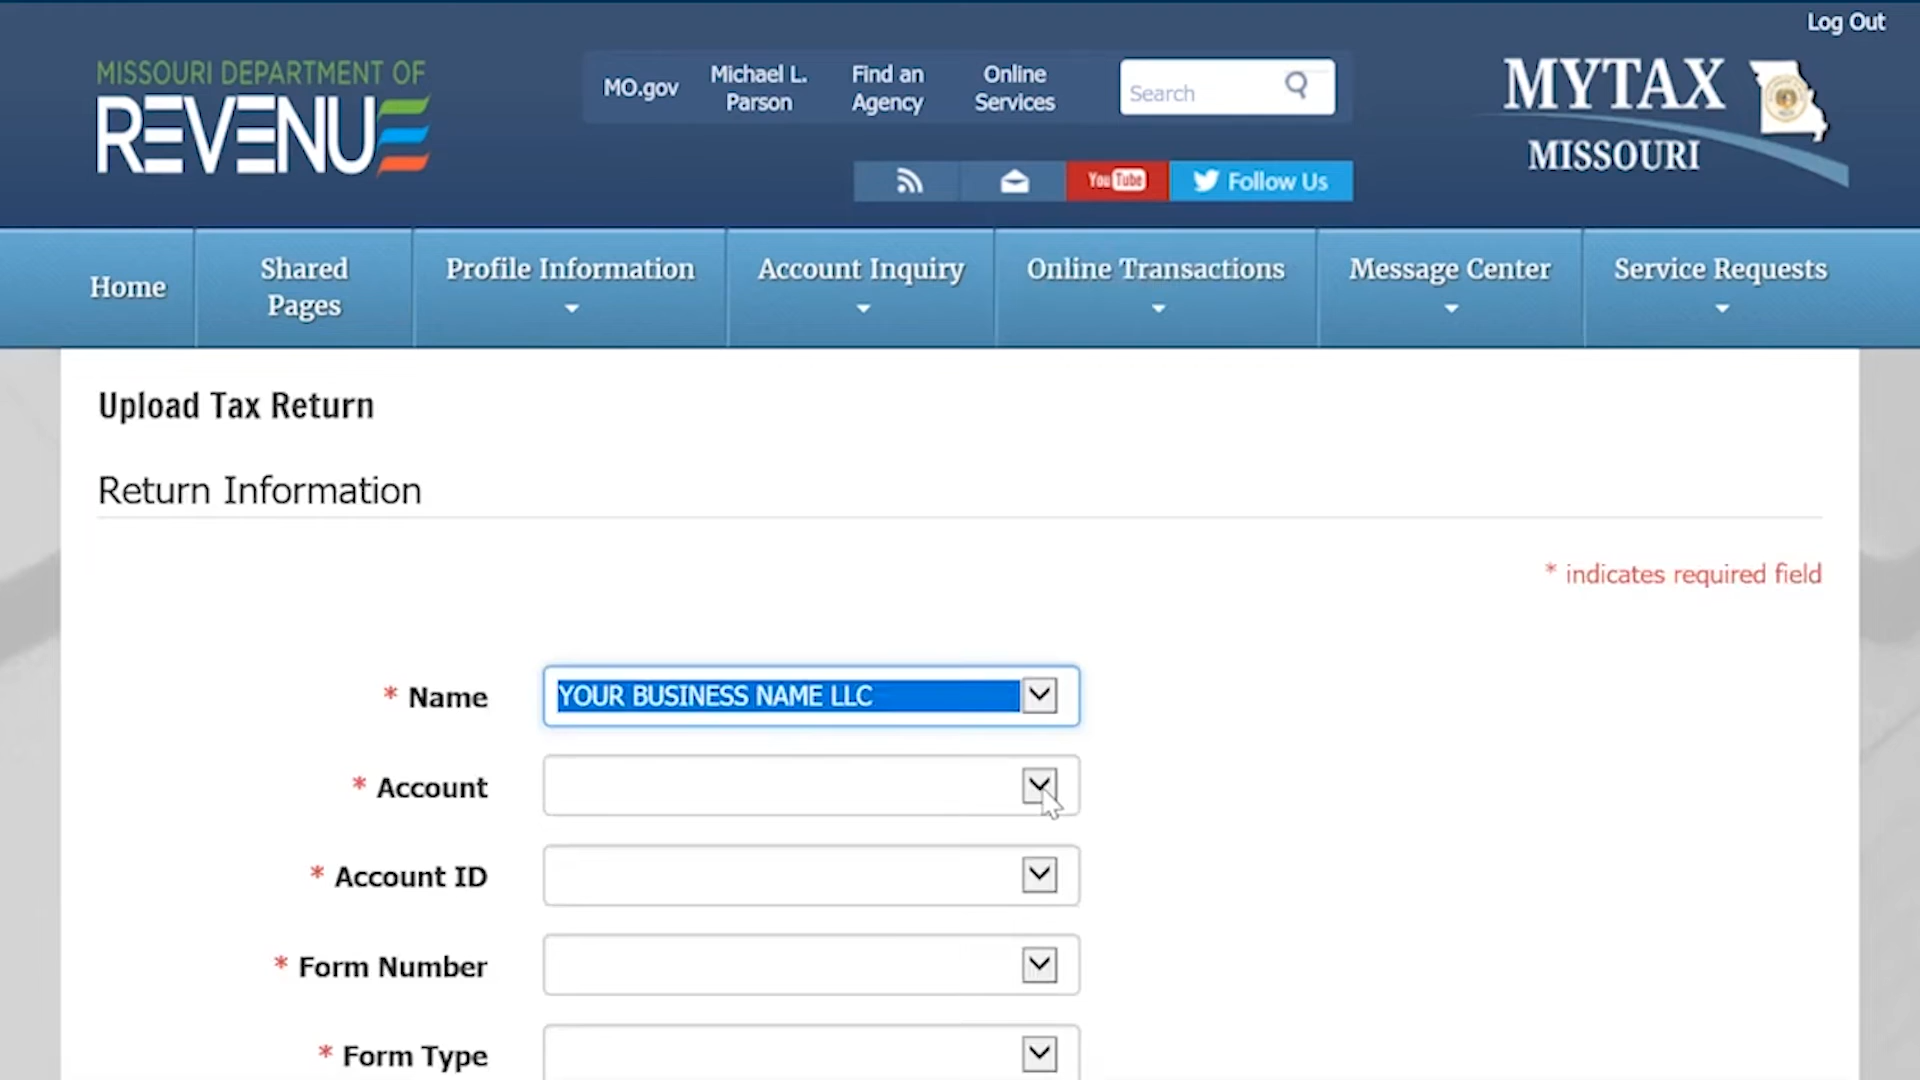 Log Out
MISSOURI DEPARTMENT OF
REVENUE
MO.gov
Michael L.
Parson
Find an
Agency
Online
Services
Search
MYTAX
MISSOURI
You Tube
Follow Us
Home
Shared
Pages
Profile Information
Account Inquiry
Online Transactions
Message Center
Service Requests
Upload Tax Return
Return Information
* indicates required field
* Name
YOUR BUSINESS NAME LLC
* Account
* Account ID
* Form Number
* Form Type